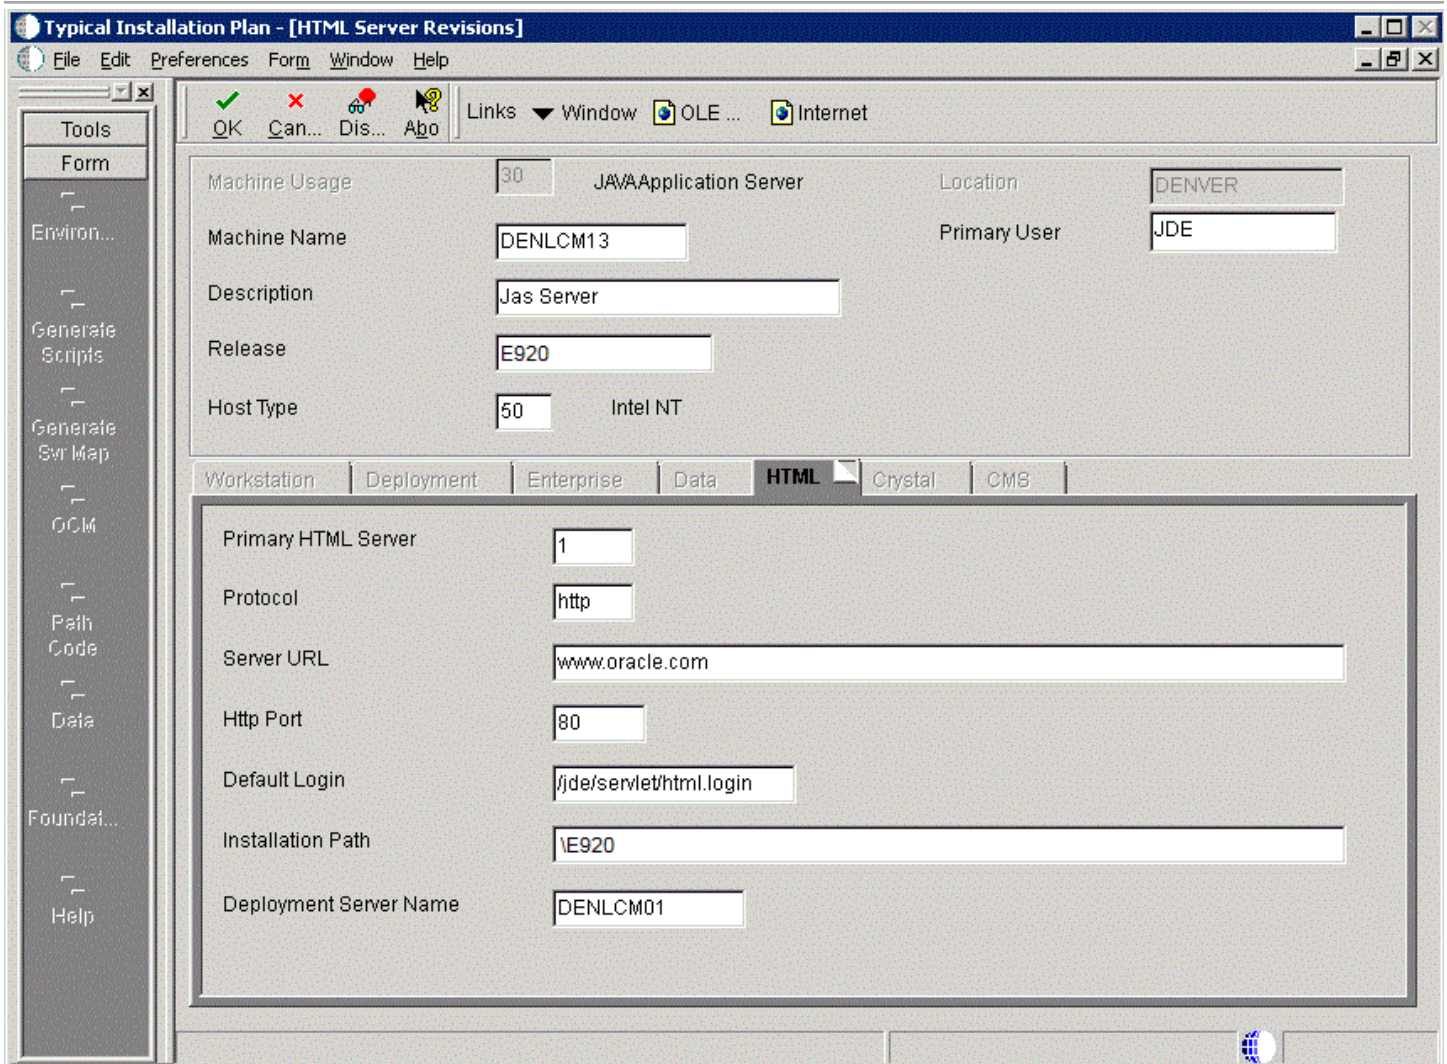 Typical Installation Plan - [HTML Server Revisions]
File Edit Preferences Form Window Help
Tools
Form
Environ...
Generate
Scripts
Generate
Svr Map
OCM
Path
Code
Data
Foundat...
Help
OK Can... Dis... Abo Links Window OLE ... Internet
Machine Usage 30 JAVA Application Server Location DENVER
Machine Name DENLCM13 Primary User JDE
Description Jas Server
Release E920
Host Type 50 Intel NT
Workstation Deployment Enterprise Data HTML Crystal CMS
Primary HTML Server 1
Protocol http
Server URL www.oracle.com
Http Port 80
Default Login /jde/servlet/html.login
Installation Path \E920
Deployment Server Name DENLCM01